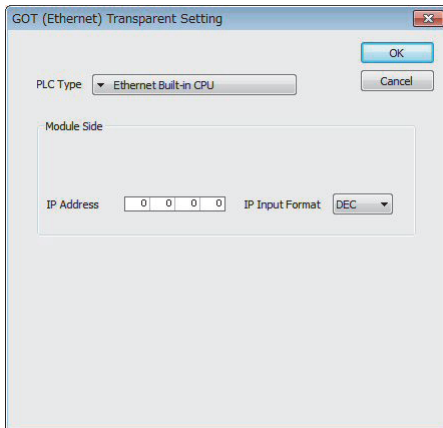 GOT (Ethernet) Transparent Setting
OK
PLC Type Ethernet Built-in CPU Cancel
Module Side
IP Address 0 0 0 0 IP Input Format DEC